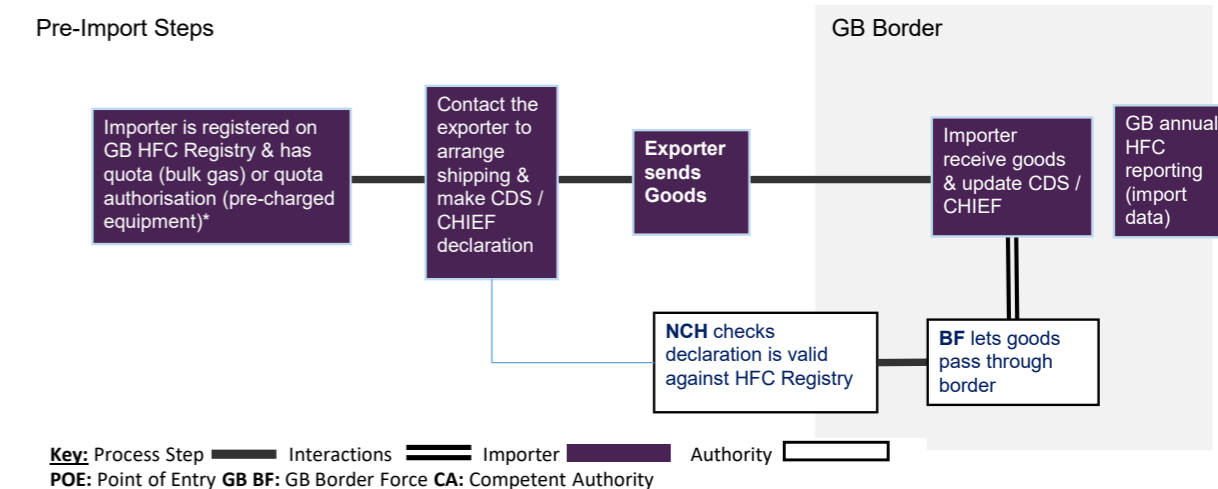 Pre-Import Steps
GB Border
Importer is registered on
GB HFC Registry & has
quota (bulk gas) or quota
authorisation (pre-charged
equipment)*
Contact the
exporter to
arrange
shipping &
make CDS /
CHIEF
declaration
Exporter
sends
Goods
Importer
receive goods
& update CDS /
CHIEF
GB annual
HFC
reporting
(import
data)
NCH checks
declaration is valid
against HFC Registry
BF lets goods
pass through
border
Key: Process Step Interactions Importer Authority
POE: Point of Entry GB BF: GB Border Force CA: Competent Authority